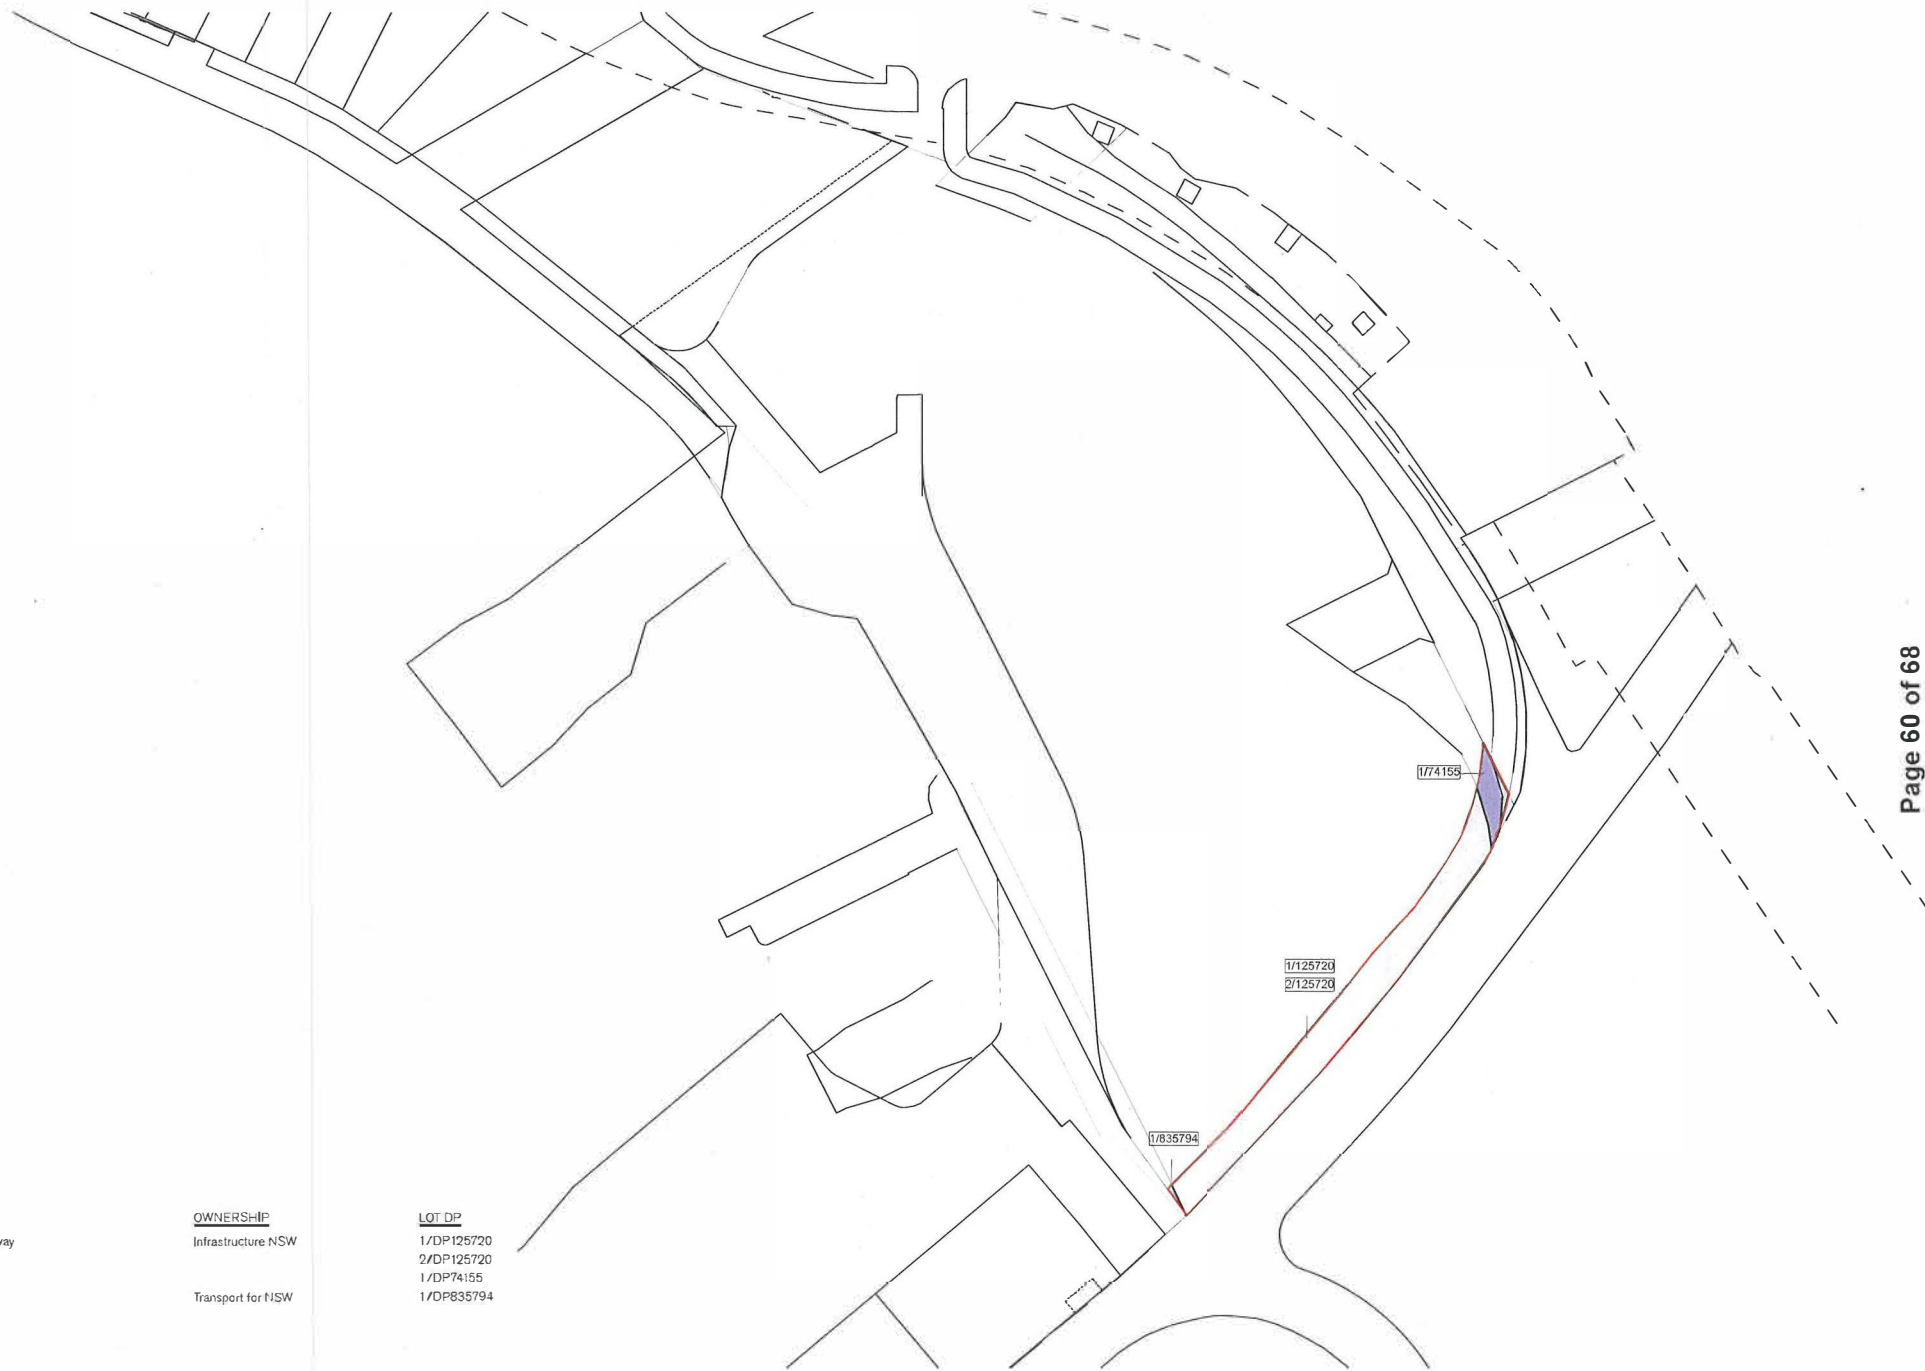 1/74155
1/125720
2/125720
1/835794
OWNERSHIP LOT DP
Infrastructure NSW 1/DP125720
2/DP125720
1/DP74155
Transport for NSW 1/DP835794
Page 60 of 68